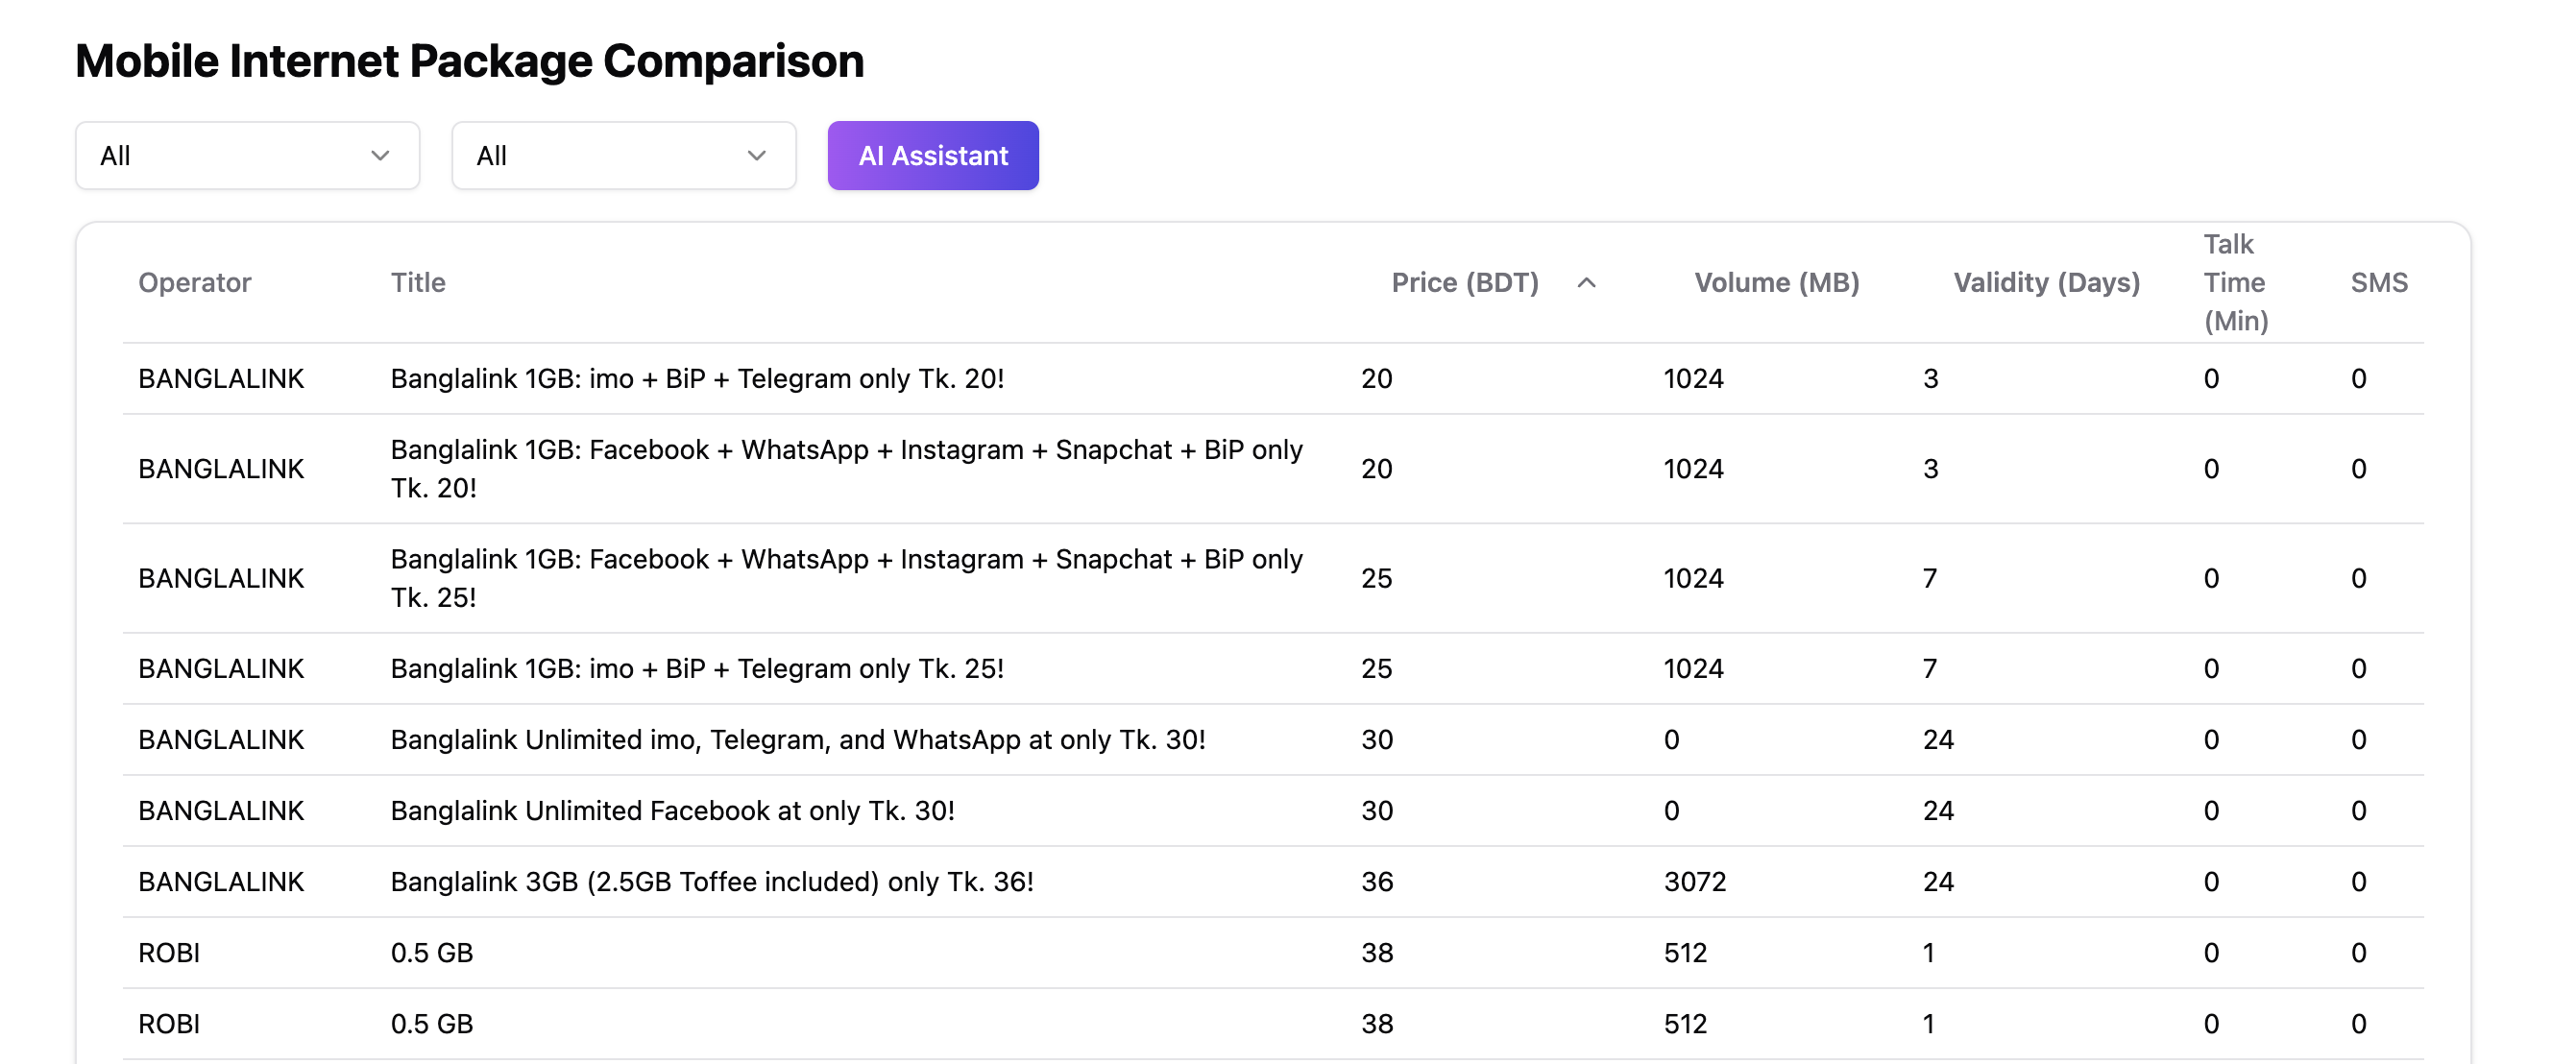 Mobile Internet Package Comparison
All All AI Assistant
Operator Title Price (BDT) Volume (MB) Validity (Days) Talk Time (Min) SMS
BANGLALINK Banglalink 1GB: imo + BiP + Telegram only Tk. 20! 20 1024 3 0 0
BANGLALINK Banglalink 1GB: Facebook + WhatsApp + Instagram + Snapchat + BiP only
Tk. 20! 20 1024 3 0 0
BANGLALINK Banglalink 1GB: Facebook + WhatsApp + Instagram + Snapchat + BiP only
Tk. 25! 25 1024 7 0 0
BANGLALINK Banglalink 1GB: imo + BiP + Telegram only Tk. 25! 25 1024 7 0 0
BANGLALINK Banglalink Unlimited imo, Telegram, and WhatsApp at only Tk. 30! 30 0 24 0 0
BANGLALINK Banglalink Unlimited Facebook at only Tk. 30! 30 0 24 0 0
BANGLALINK Banglalink 3GB (2.5GB Toffee included) only Tk. 36! 36 3072 24 0 0
ROBI 0.5 GB 38 512 1 0 0
ROBI 0.5 GB 38 512 1 0 0